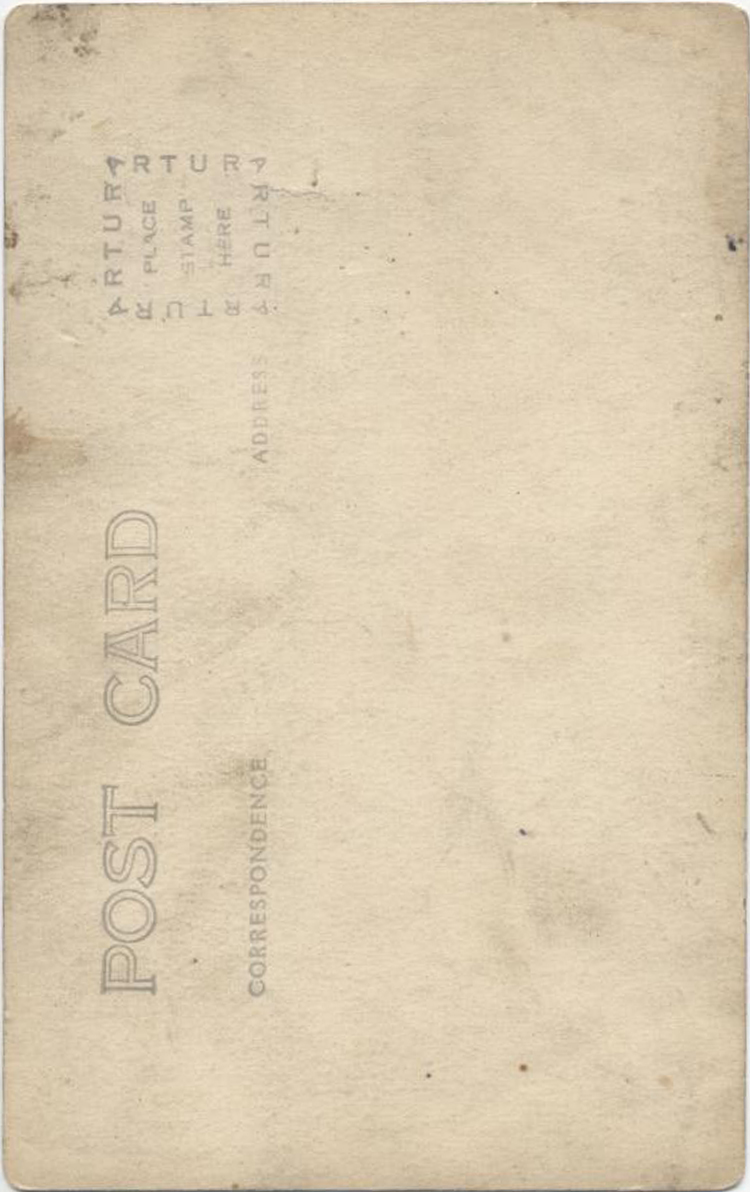 POST CARD
CORRESPONDENCE
ADDRESS
ARTURA
PLACE
STAMP
HERE
ARTURA
ARTURA
ARTURA